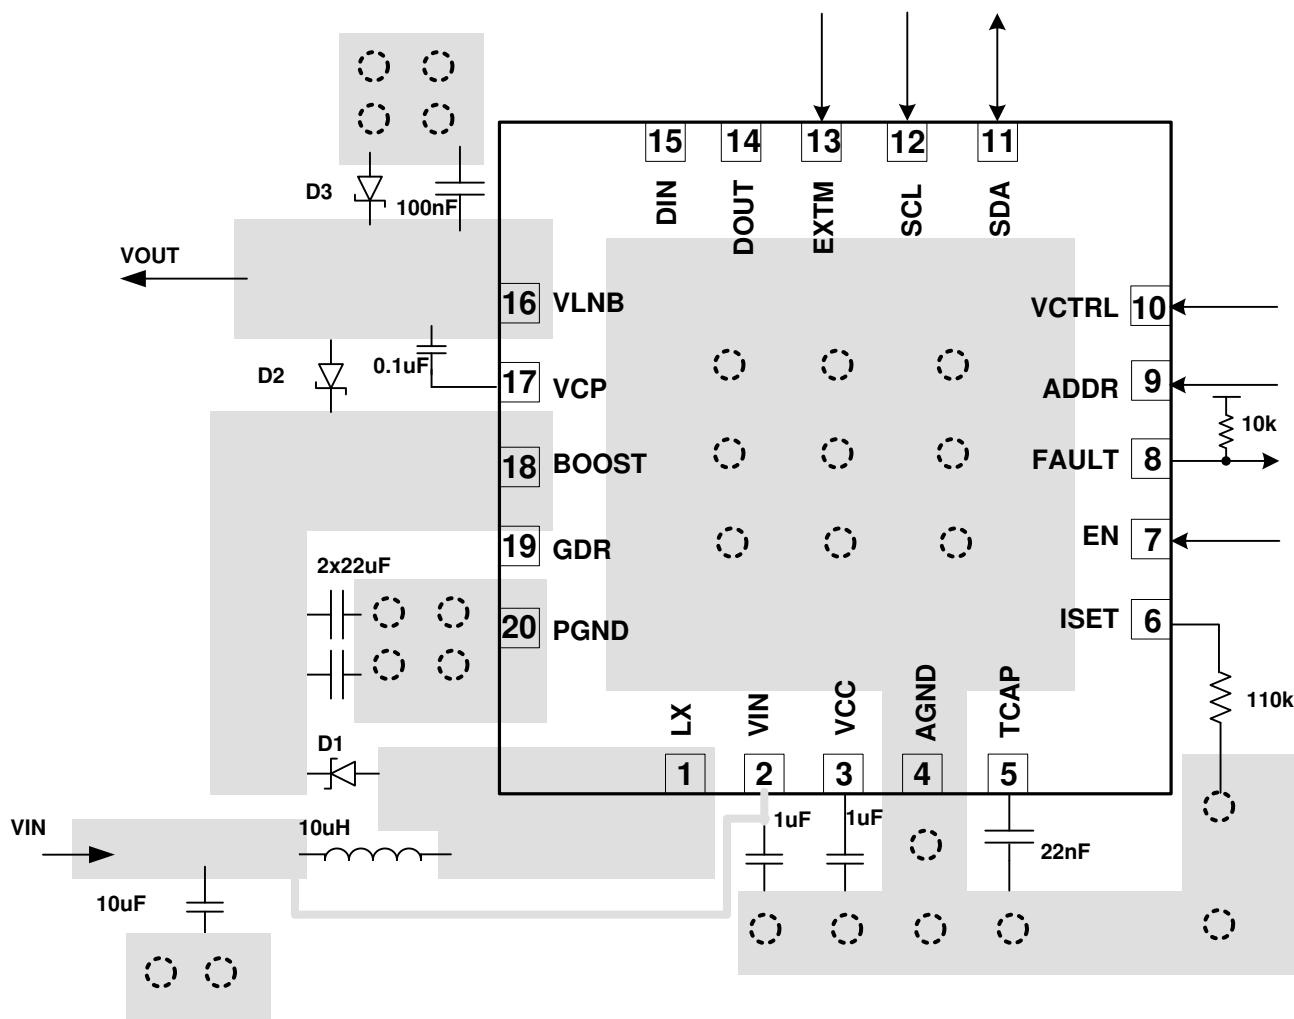 15 14 13 12 11
DIN DOUT EXTM SCL SDA
D3
100nF
VOUT
16 VLNB
VCTRL 10
D2
0.1uF
17 VCP
ADDR 9
10k
18 BOOST
FAULT 8
19 GDR
EN 7
2x22uF
20 PGND
ISET 6
LX VIN VCC AGND TCAP
110k
D1
1 2 3 4 5
VIN
10uH
1uF
1uF
22nF
10uF